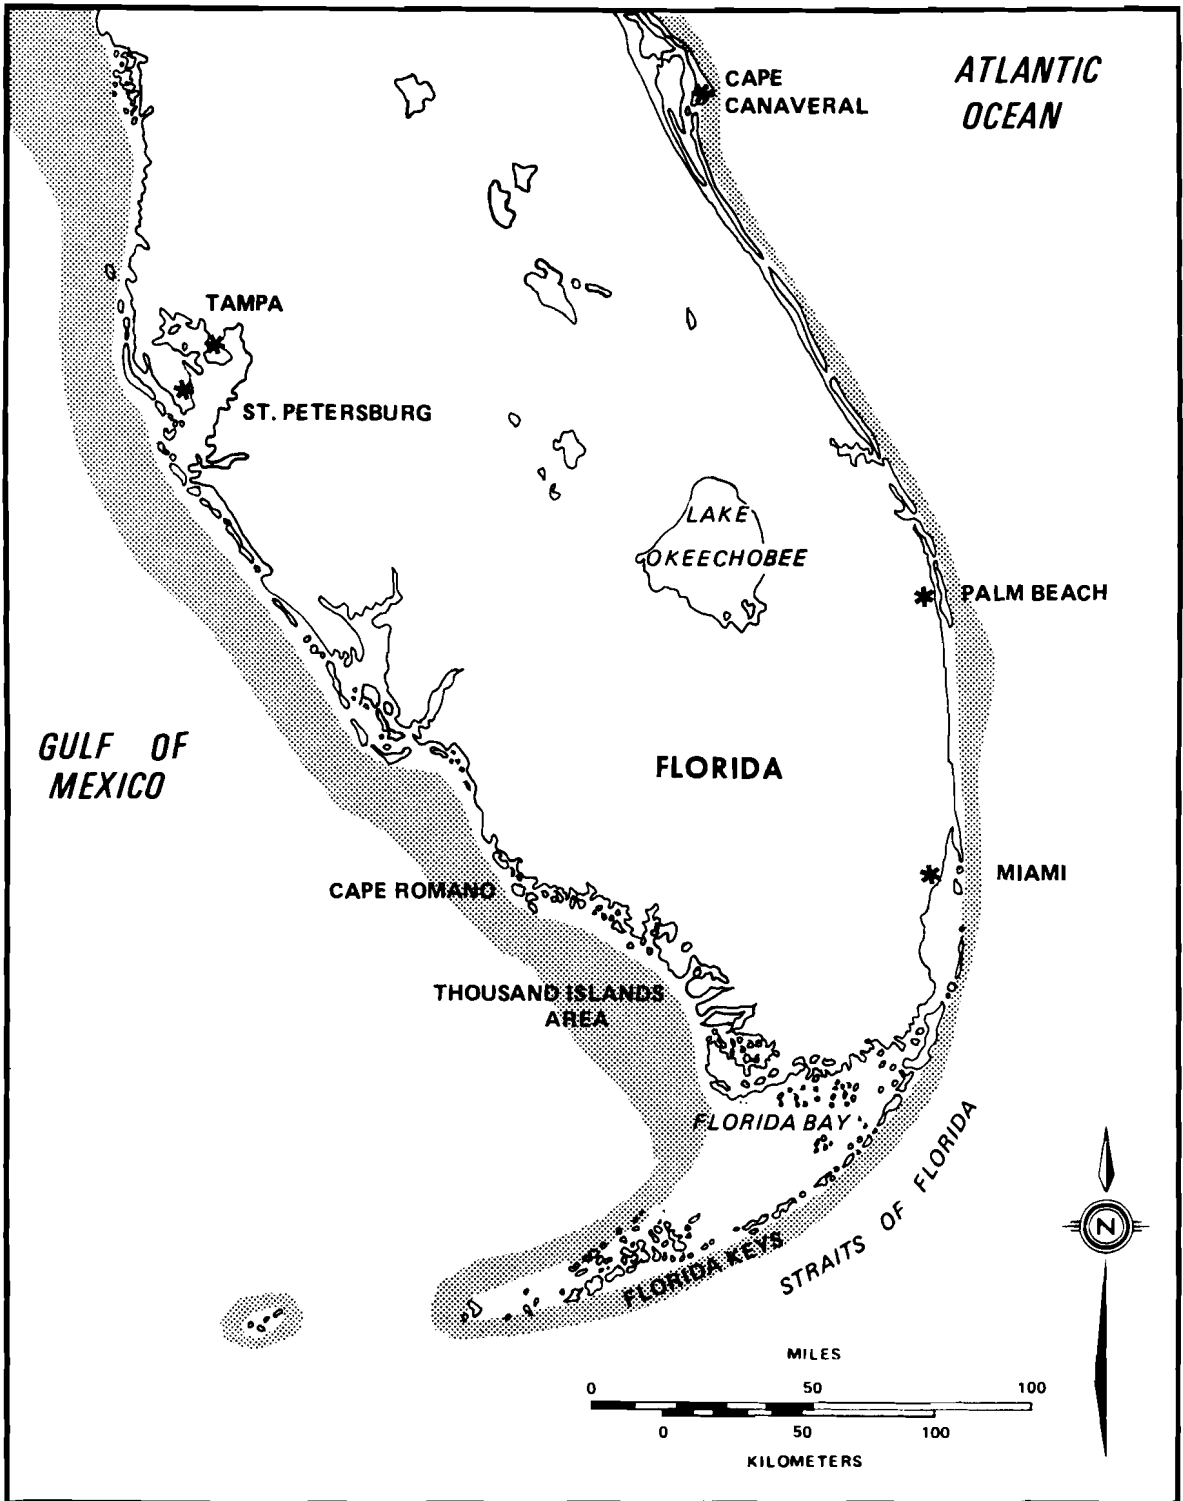 ATLANTIC
OCEAN
CAPE
CANAVERAL
TAMPA
ST. PETERSBURG
LAKE
OKEECHOBEE
PALM BEACH
GULF OF
MEXICO
FLORIDA
MIAMI
CAPE ROMANO
THOUSAND ISLANDS
AREA
FLORIDA BAY
STRAITS OF FLORIDA
FLORIDA KEYS
N
MILES
0 50 100
0 50 100
KILOMETERS